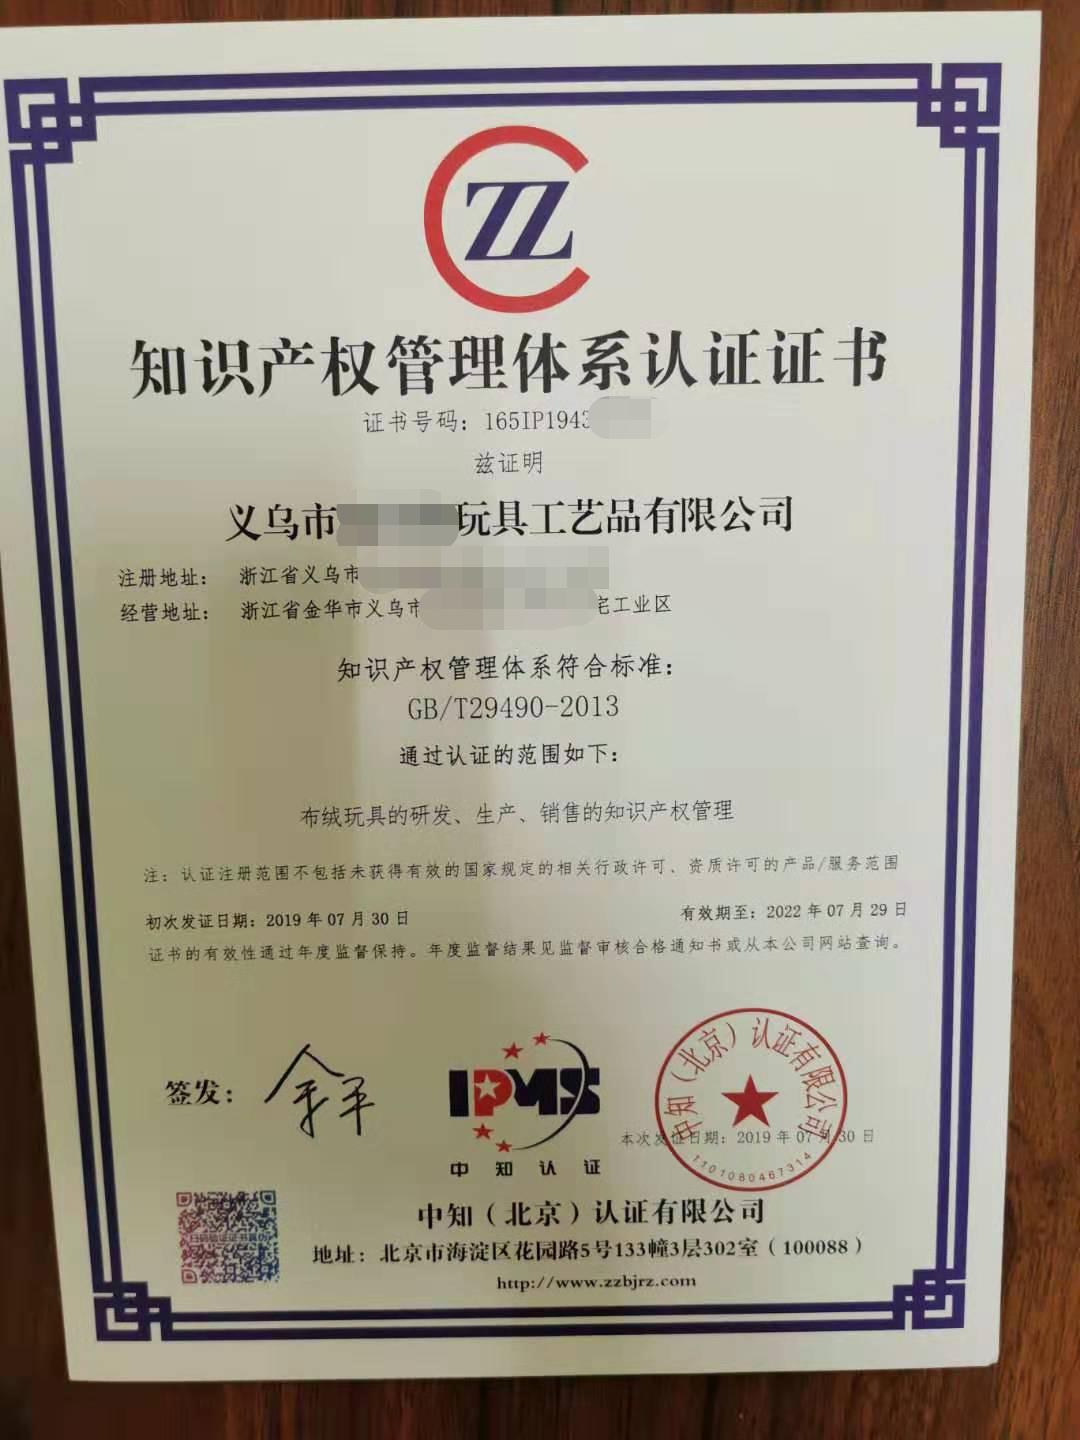 ZZ
知识产权管理体系认证证书
证书号码：165IP1943
兹证明
义乌市 玩具工艺品有限公司
注册地址： 浙江省义乌市
经营地址： 浙江省金华市义乌市 宅工业区
知识产权管理体系符合标准：
GB/T29490-2013
通过认证的范围如下：
布绒玩具的研发、生产、销售的知识产权管理
注：认证注册范围不包括未获得有效的国家规定的相关行政许可、资质许可的产品/服务范围
初次发证日期：2019 年 07 月 30 日 有效期至：2022 年 07 月 29 日
证书的有效性通过年度监督保持。年度监督结果见监督审核合格通知书或从本公司网站查询。
签发：
IPMS
中知认证
中知（北京）认证有限公司
1101080467314
本次发证日期：2019 年 07 月 30 日
扫码验证证书真伪
中知（北京）认证有限公司
地址：北京市海淀区花园路5号133幢3层302室（100088）
http://www.zzbjrz.com